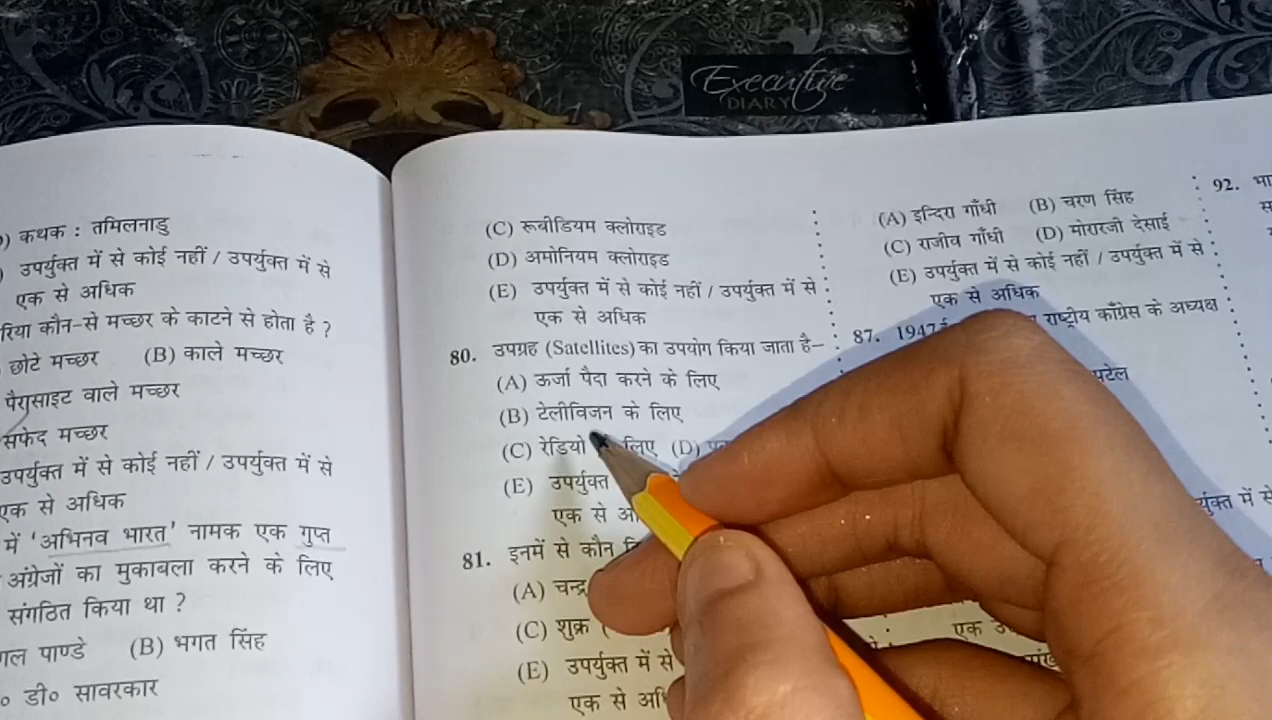 Executive
DIARY
कथक : तमिलनाडु
उपर्युक्त में से कोई नहीं / उपर्युक्त में से
एक से अधिक
रिया कौन-से मच्छर के काटने से होता है ?
छोटे मच्छर (B) काले मच्छर
पैरासाइट वाले मच्छर
सफेद मच्छर
उपर्युक्त में से कोई नहीं / उपर्युक्त में से
एक से अधिक
में 'अभिनव भारत' नामक एक गुप्त
अंग्रेजों का मुकाबला करने के लिए
संगठित किया था ?
पाण्डे (B) भगत सिंह
डी० सावरकार
(C) रूबीडियम क्लोराइड
(D) अमोनियम क्लोराइड
(E) उपर्युक्त में से कोई नहीं / उपर्युक्त में से
एक से अधिक
80. उपग्रह (Satellites) का उपयोग किया जाता है–
(A) ऊर्जा पैदा करने के लिए
(B) टेलीविजन के लिए
(C) रेडियो लिए (D)
(E) उपर्युक्त
एक से
81. इनमें से कौन
(A) चन्द्र
(C) शुक्र
(E) उपर्युक्त में से
एक से
(A) इन्दिरा गाँधी (B) चरण सिंह
(C) राजीव गाँधी (D) मोरारजी देसाई
(E) उपर्युक्त में से कोई नहीं / उपर्युक्त में से
एक से अधिक
87. 1947 राष्ट्रीय काँग्रेस के अध्यक्ष
पटेल
में से
एक
92.